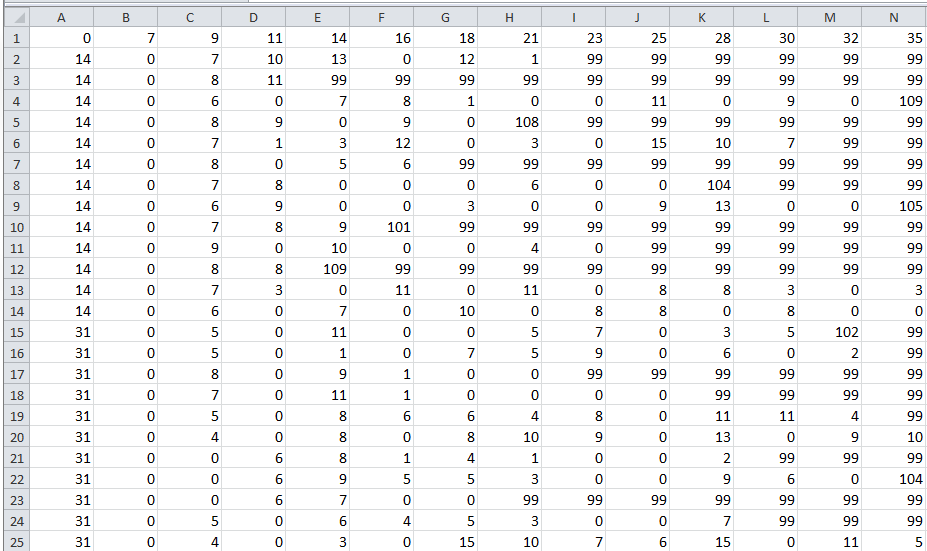 A B C D E F G H I J K L M N
1 0 7 9 11 14 16 18 21 23 25 28 30 32 35
2 14 0 7 10 13 0 12 1 99 99 99 99 99 99
3 14 0 8 11 99 99 99 99 99 99 99 99 99 99
4 14 0 6 0 7 8 1 0 0 11 0 9 0 109
5 14 0 8 9 0 9 0 108 99 99 99 99 99 99
6 14 0 7 1 3 12 0 3 0 15 10 7 99 99
7 14 0 8 0 5 6 99 99 99 99 99 99 99 99
8 14 0 7 8 0 0 0 6 0 0 104 99 99 99
9 14 0 6 9 0 0 3 0 0 9 13 0 0 105
10 14 0 7 8 9 101 99 99 99 99 99 99 99 99
11 14 0 9 0 10 0 0 4 0 99 99 99 99 99
12 14 0 8 8 109 99 99 99 99 99 99 99 99 99
13 14 0 7 3 0 11 0 11 0 8 8 3 0 3
14 14 0 6 0 7 0 10 0 8 8 0 8 0 0
15 31 0 5 0 11 0 0 5 7 0 3 5 102 99
16 31 0 5 0 1 0 7 5 9 0 6 0 2 99
17 31 0 8 0 9 1 0 0 99 99 99 99 99 99
18 31 0 7 0 11 1 0 0 0 0 99 99 99 99
19 31 0 5 0 8 6 6 4 8 0 11 11 4 99
20 31 0 4 0 8 0 8 10 9 0 13 0 9 10
21 31 0 0 6 8 1 4 1 0 0 2 99 99 99
22 31 0 0 6 9 5 5 3 0 0 9 6 0 104
23 31 0 0 6 7 0 0 99 99 99 99 99 99 99
24 31 0 5 0 6 4 5 3 0 0 7 99 99 99
25 31 0 4 0 3 0 15 10 7 6 15 0 11 5